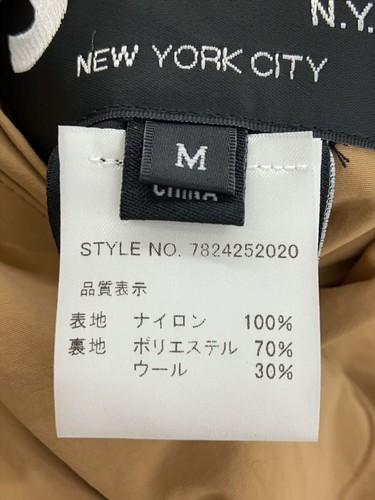 N.Y.
NEW YORK CITY
M
CHINA
STYLE NO. 7824252020
品質表示
表地 ナイロン 100%
裏地 ポリエステル 70%
ウール 30%